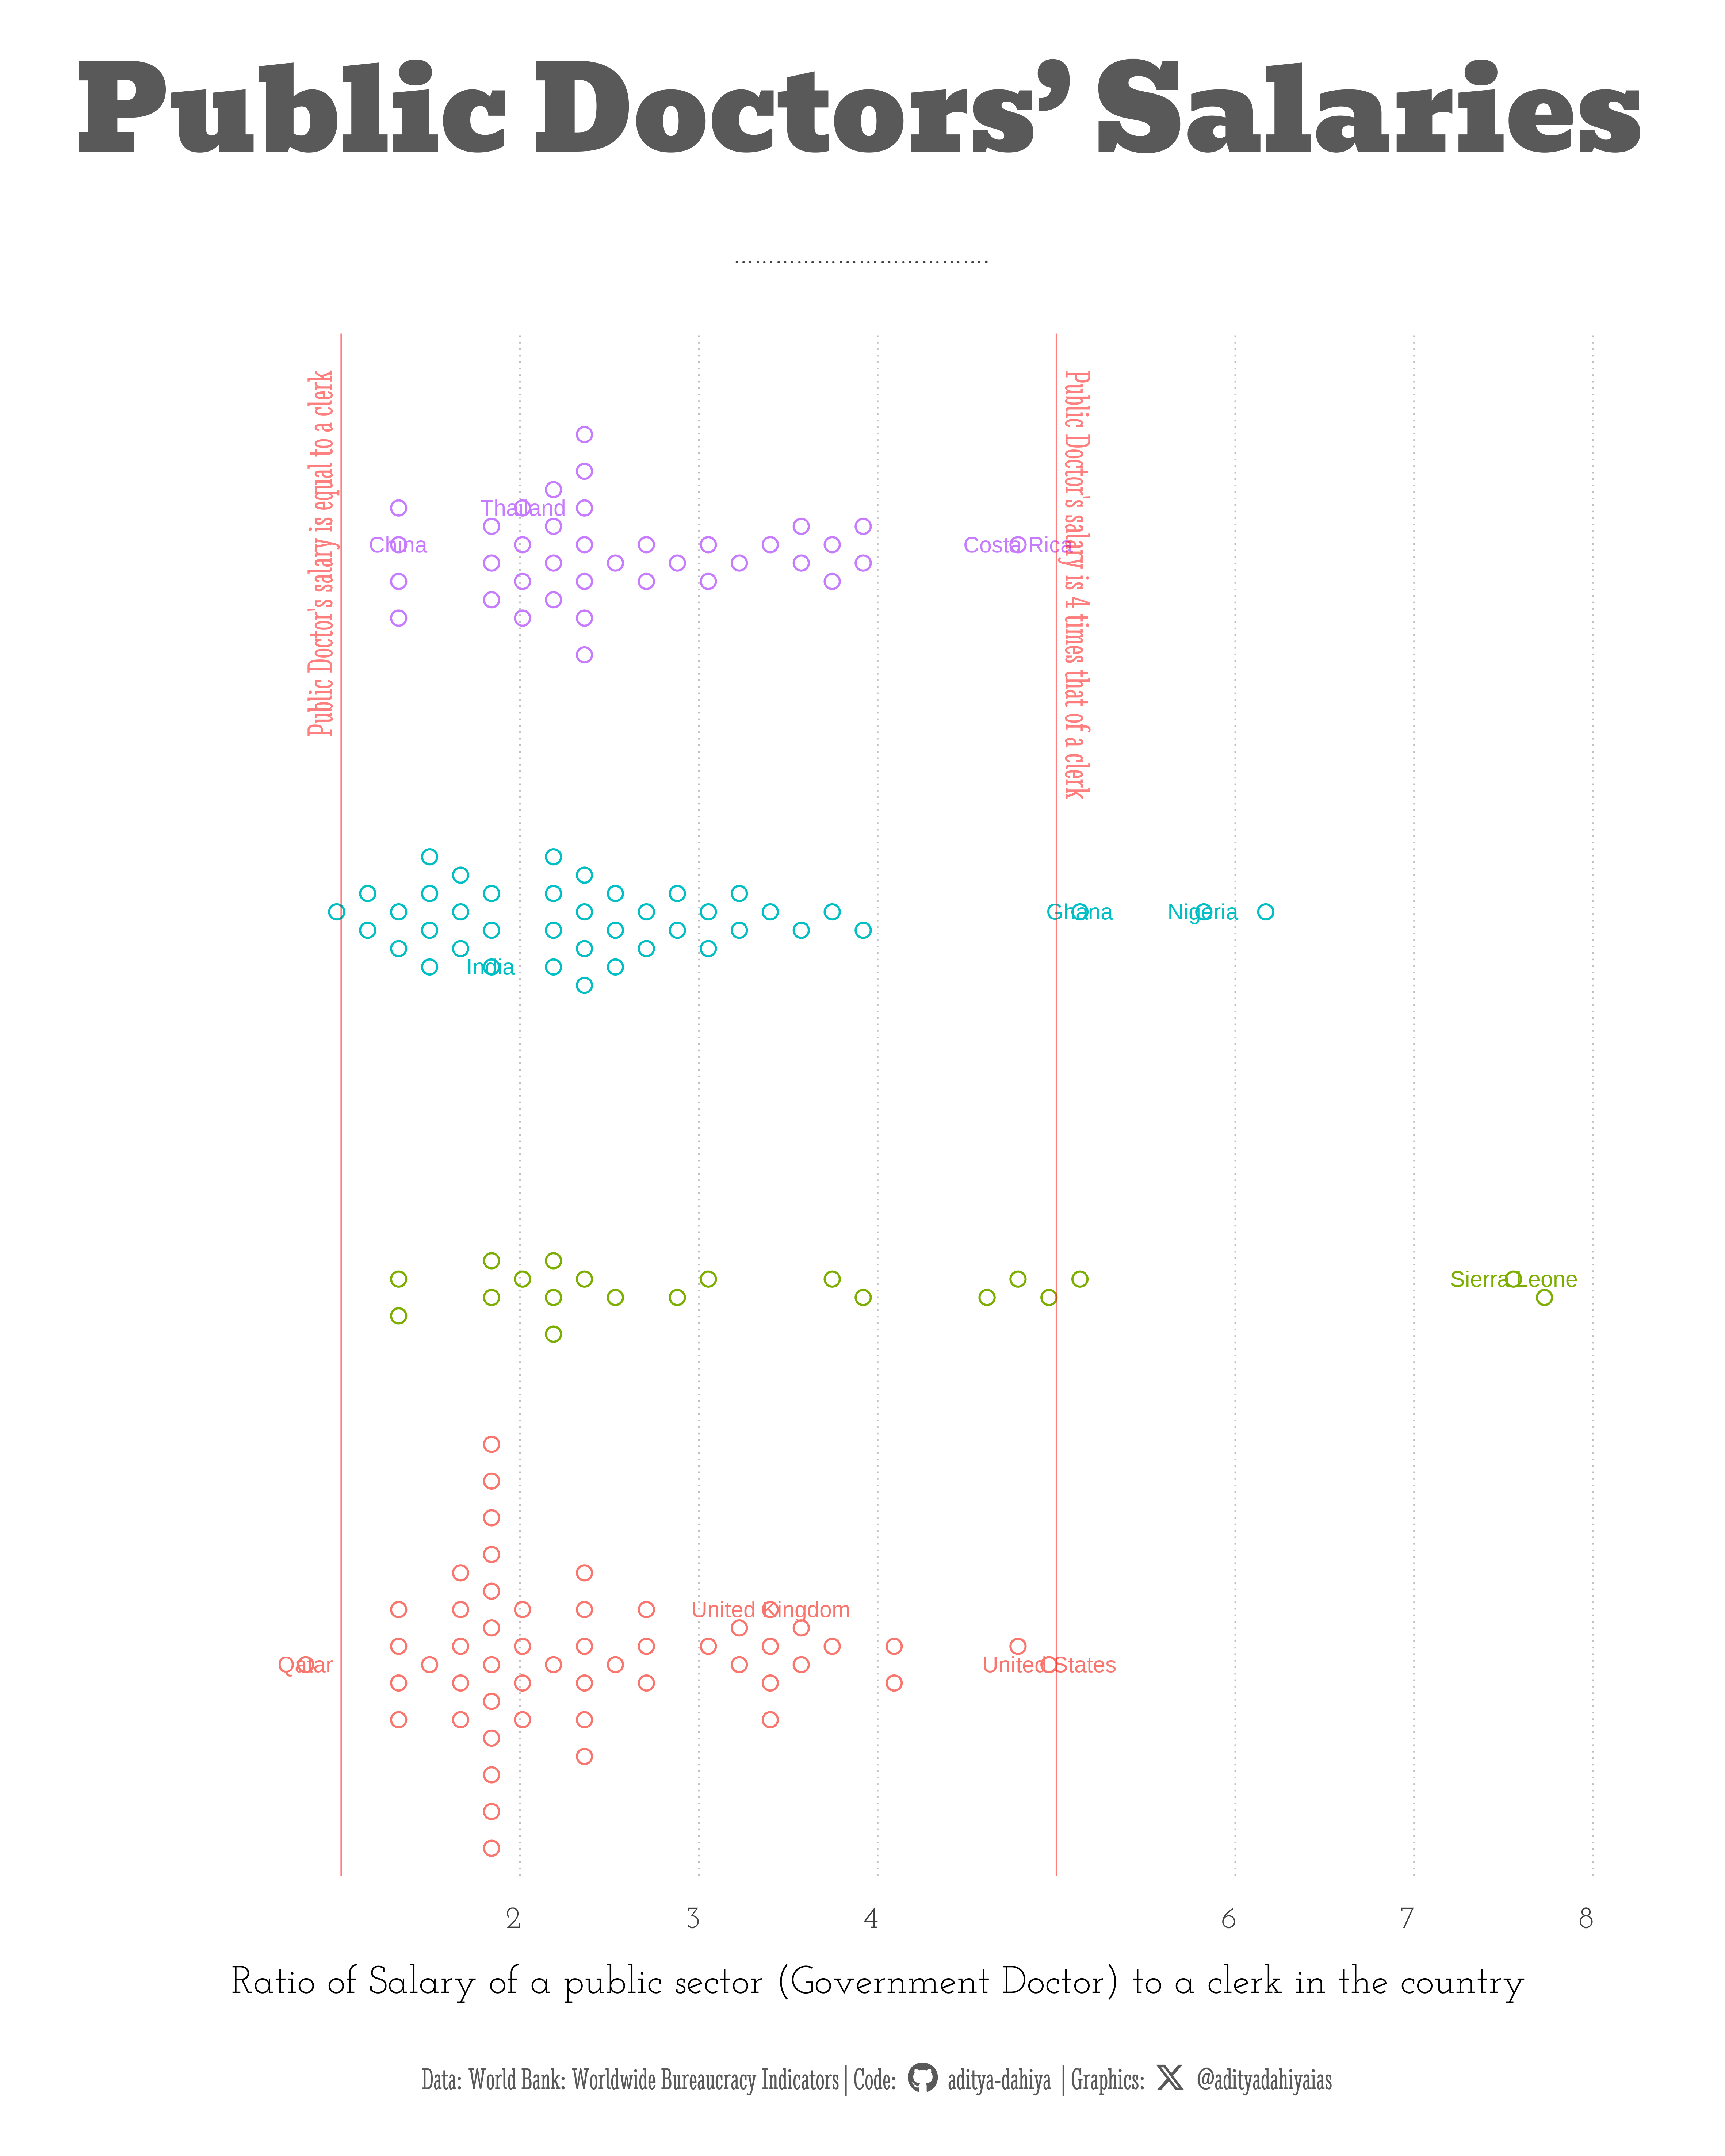 Public Doctors' Salaries
……………………………….
Public Doctor's salary is equal to a clerk
Public Doctor's salary is 4 times that of a clerk
Thailand
China
Costa Rica
Ghana
Nigeria
India
Sierra Leone
United Kingdom
Qatar
United States
2 3 4 6 7 8
Ratio of Salary of a public sector (Government Doctor) to a clerk in the country
Data: World Bank: Worldwide Bureaucracy Indicators | Code: aditya-dahiya | Graphics: @adityadahiyaias